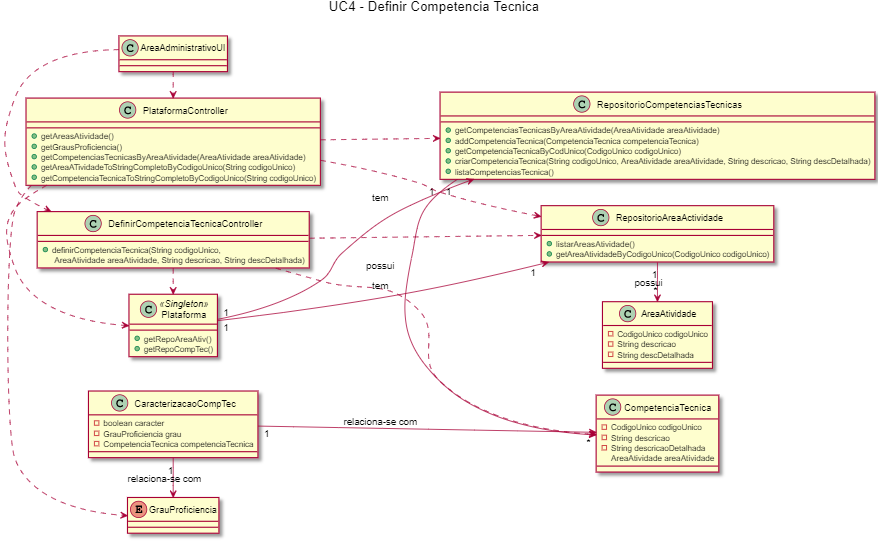 UC4 - Definir Competencia Tecnica
C AreaAdministrativoUI
C PlataformaController
getAreasAtividade()
getGrausProficiencia()
getCompetenciasTecnicasByAreaAtividade(AreaAtividade areaAtividade)
getAreaATividadeToStringCompletoByCodigoUnico(String codigoUnico)
getCompetenciaTecnicaToStringCompletoByCodigoUnico(String codigoUnico)
C RepositorioCompetenciasTecnicas
getCompetenciasTecnicasByAreaAtividade(AreaAtividade areaAtividade)
addCompetenciaTecnica(CompetenciaTecnica competenciaTecnica)
getCompetenciaTecnicaByCodUnico(CodigoUnico codigoUnico)
criarCompetenciaTecnica(String codigoUnico, AreaAtividade areaAtividade, String descricao, String descDetalhada)
listaCompetenciasTecnica()
1
1
tem
C DefinirCompetenciaTecnicaController
definirCompetenciaTecnica(String codigoUnico,
AreaAtividade areaAtividade, String descricao, String descDetalhada)
C RepositorioAreaActividade
listarAreasAtividade()
getAreaAtividadeByCodigoUnico(CodigoUnico codigoUnico)
possui
1
1
possui
*
tem
C «Singleton»
Plataforma
getRepoAreaAtiv()
getRepoCompTec()
1
1
C AreaAtividade
CodigoUnico codigoUnico
String descricao
String descDetalhada
C CaracterizacaoCompTec
boolean caracter
GrauProficiencia grau
CompetenciaTecnica competenciaTecnica
1
relaciona-se com
*
C CompetenciaTecnica
CodigoUnico codigoUnico
String descricao
String descricaoDetalhada
AreaAtividade areaAtividade
1
relaciona-se com
E GrauProficiencia